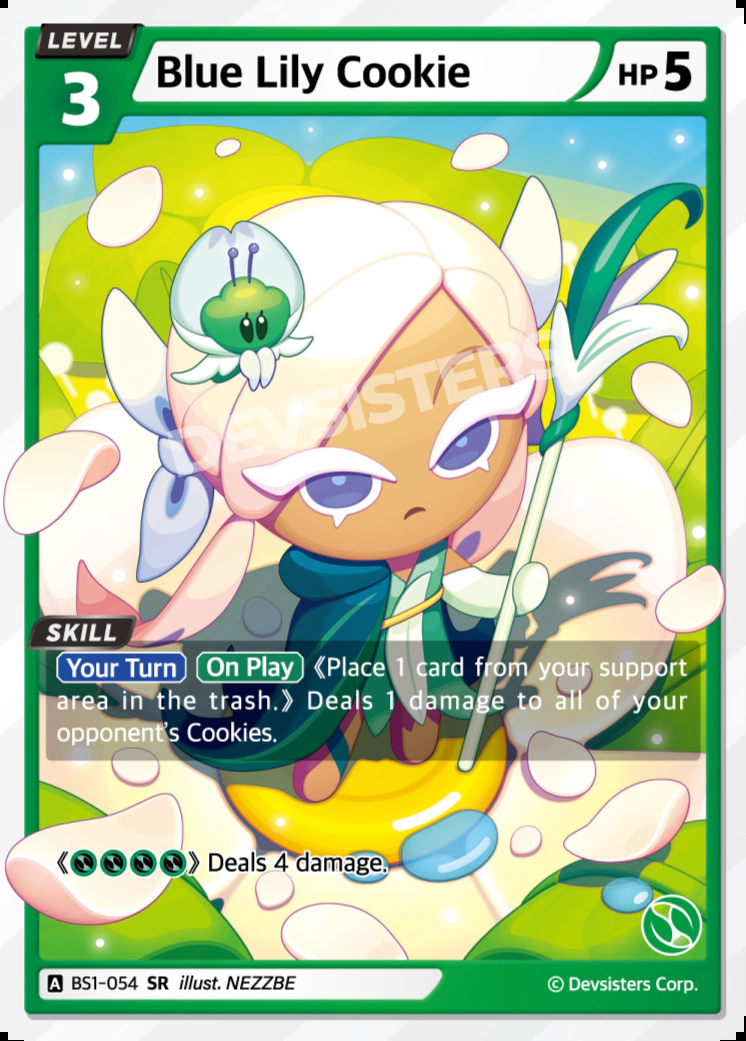 LEVEL
3
Blue Lily Cookie
HP 5
DEVSISTERS
SKILL
Your Turn On Play 《Place 1 card from your support
area in the trash.》 Deals 1 damage to all of your
opponent's Cookies.
《》 Deals 4 damage.
A BS1-054 SR illust. NEZZBE
© Devsisters Corp.